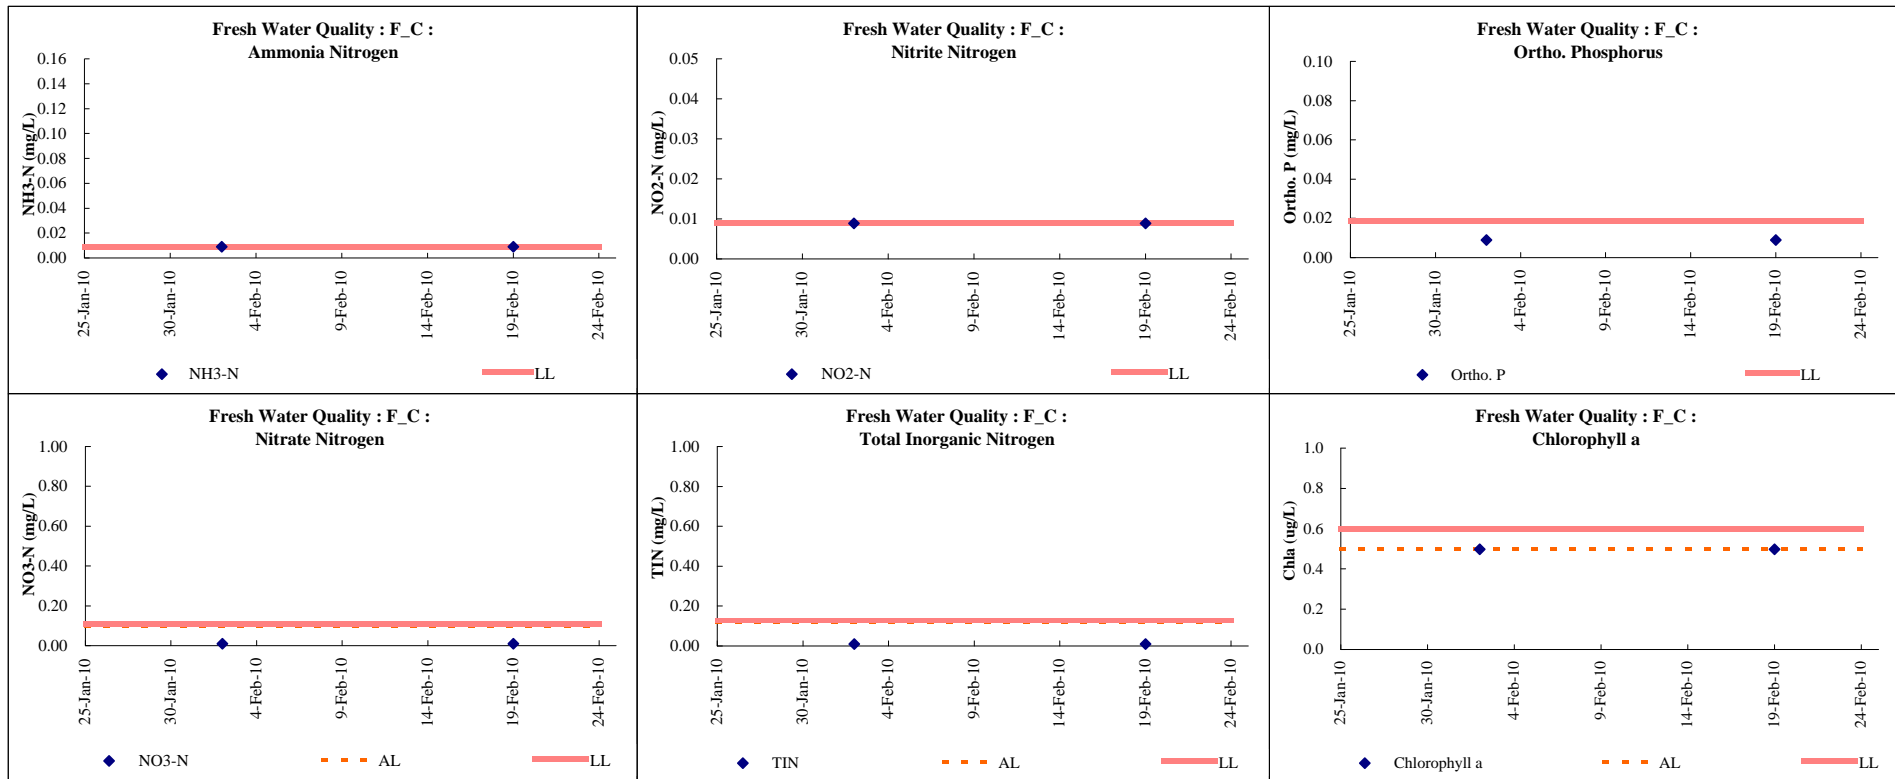 Fresh Water Quality : F_C :
Ammonia Nitrogen
NH3-N (mg/L)
0.16
0.14
0.12
0.10
0.08
0.06
0.04
0.02
0.00
25-Jan-10
30-Jan-10
4-Feb-10
9-Feb-10
14-Feb-10
19-Feb-10
24-Feb-10
NH3-N
LL
Fresh Water Quality : F_C :
Nitrite Nitrogen
NO2-N (mg/L)
0.05
0.04
0.03
0.02
0.01
0.00
25-Jan-10
30-Jan-10
4-Feb-10
9-Feb-10
14-Feb-10
19-Feb-10
24-Feb-10
NO2-N
LL
Fresh Water Quality : F_C :
Ortho. Phosphorus
Ortho. P (mg/L)
0.10
0.08
0.06
0.04
0.02
0.00
25-Jan-10
30-Jan-10
4-Feb-10
9-Feb-10
14-Feb-10
19-Feb-10
24-Feb-10
Ortho. P
LL
Fresh Water Quality : F_C :
Nitrate Nitrogen
NO3-N (mg/L)
1.00
0.80
0.60
0.40
0.20
0.00
25-Jan-10
30-Jan-10
4-Feb-10
9-Feb-10
14-Feb-10
19-Feb-10
24-Feb-10
NO3-N
AL
LL
Fresh Water Quality : F_C :
Total Inorganic Nitrogen
TIN (mg/L)
1.00
0.80
0.60
0.40
0.20
0.00
25-Jan-10
30-Jan-10
4-Feb-10
9-Feb-10
14-Feb-10
19-Feb-10
24-Feb-10
TIN
AL
LL
Fresh Water Quality : F_C :
Chlorophyll a
Chla (ug/L)
1.0
0.8
0.6
0.4
0.2
0.0
25-Jan-10
30-Jan-10
4-Feb-10
9-Feb-10
14-Feb-10
19-Feb-10
24-Feb-10
Chlorophyll a
AL
LL